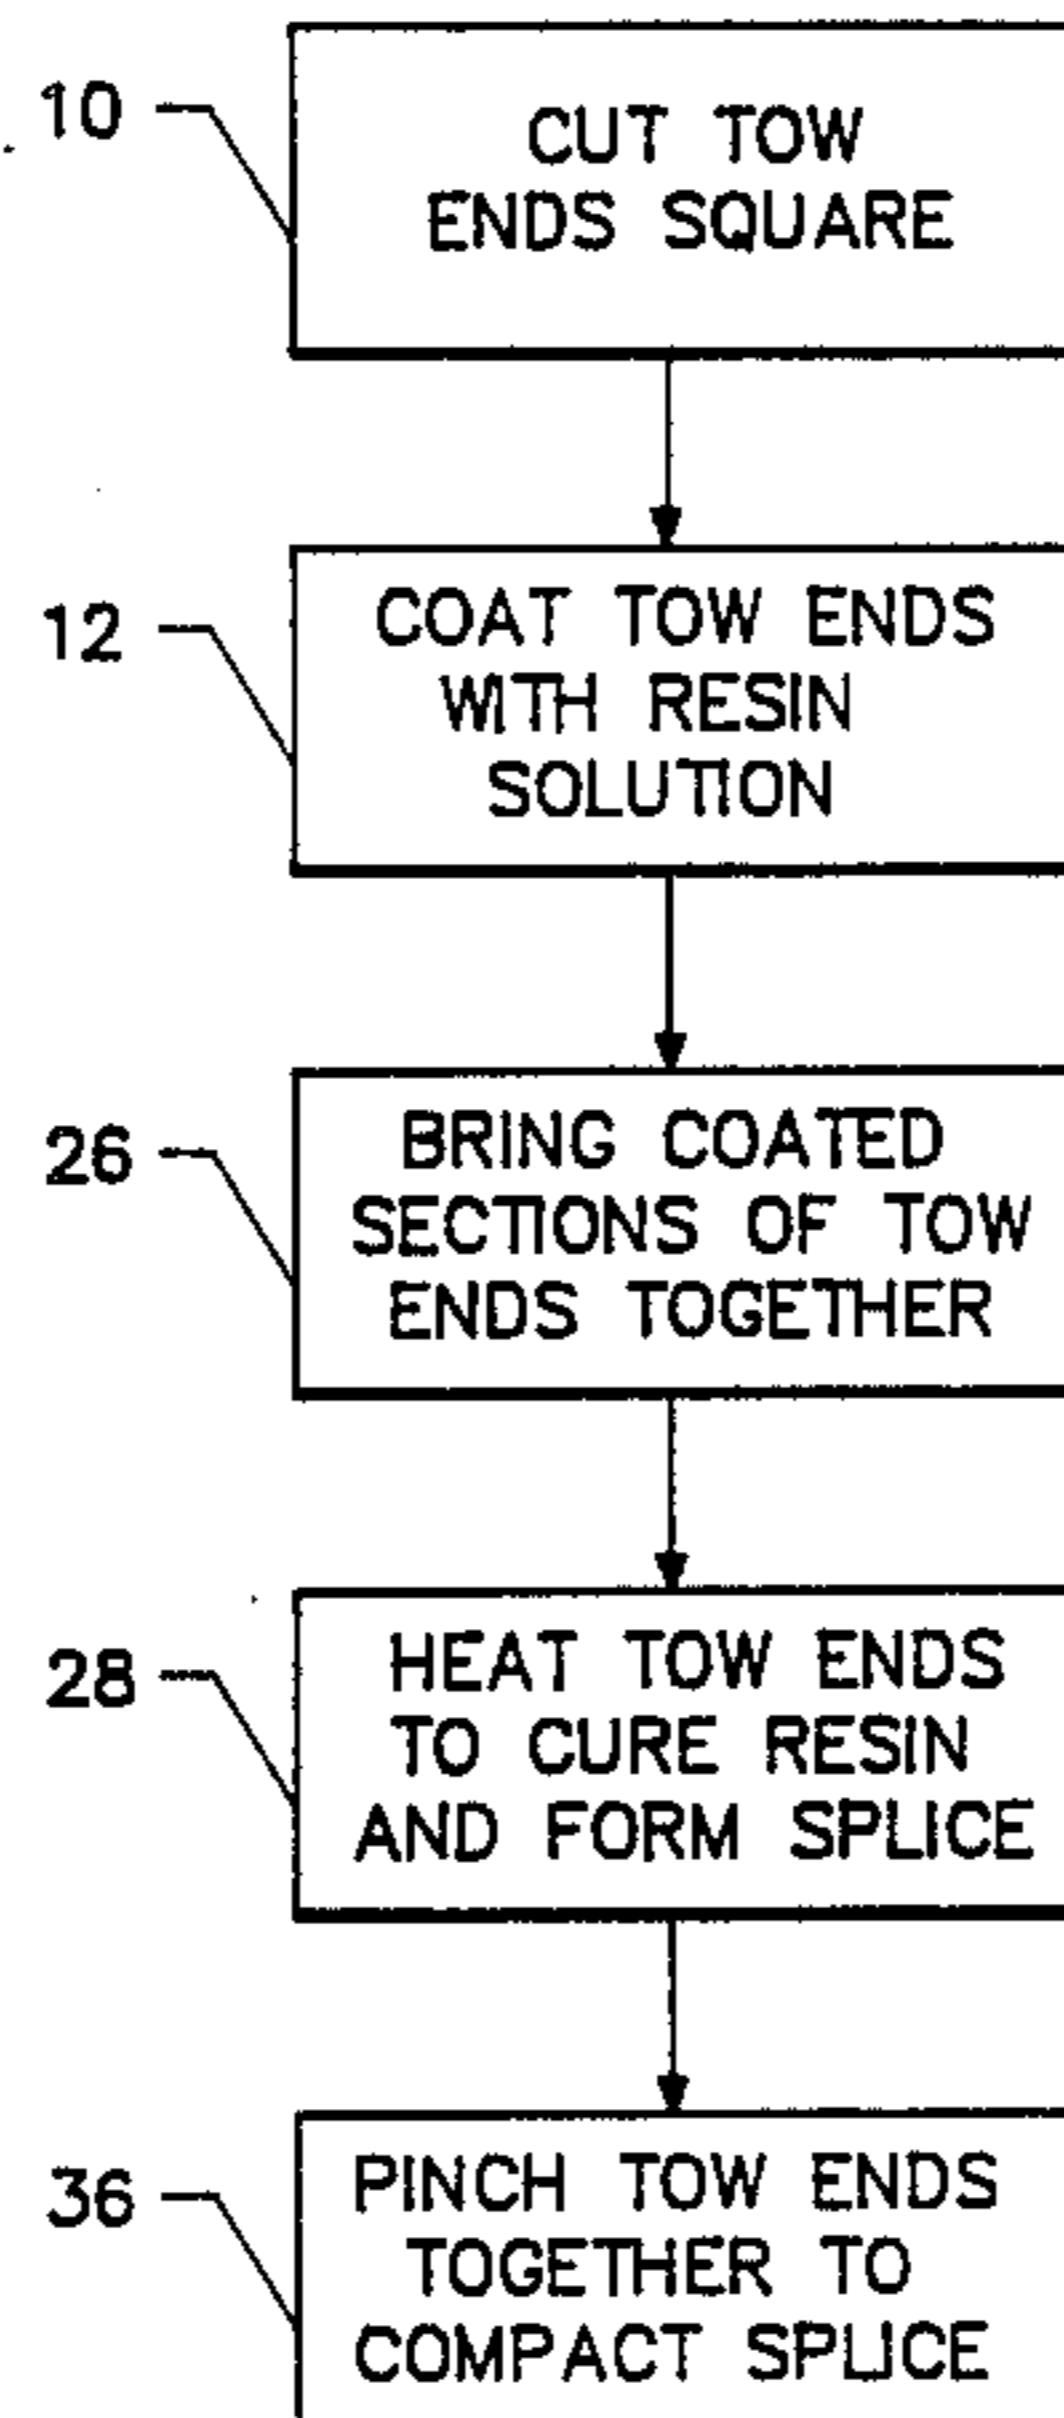 10
CUT TOW
ENDS SQUARE
12
COAT TOW ENDS
WITH RESIN
SOLUTION
26
BRING COATED
SECTIONS OF TOW
ENDS TOGETHER
28
HEAT TOW ENDS
TO CURE RESIN
AND FORM SPLICE
36
PINCH TOW ENDS
TOGETHER TO
COMPACT SPLICE